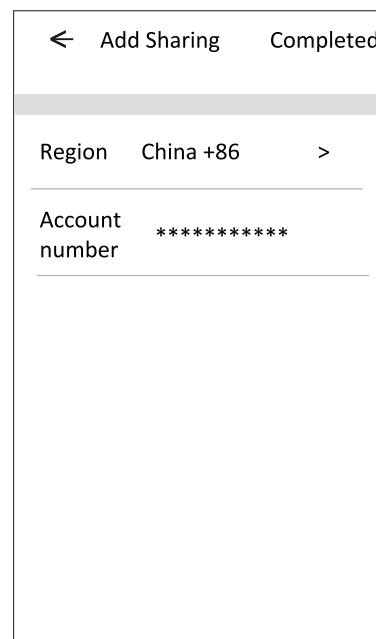 ← Add Sharing Completed
Region China +86 >
Account
number ***********